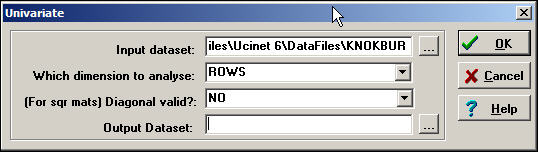 Univariate
Input dataset: iles\Ucinet 6\DataFiles\KNOKBUR ...
OK
Which dimension to analyse: ROWS
Cancel
(For sqr mats) Diagonal valid?: NO
Help
Output Dataset: ...